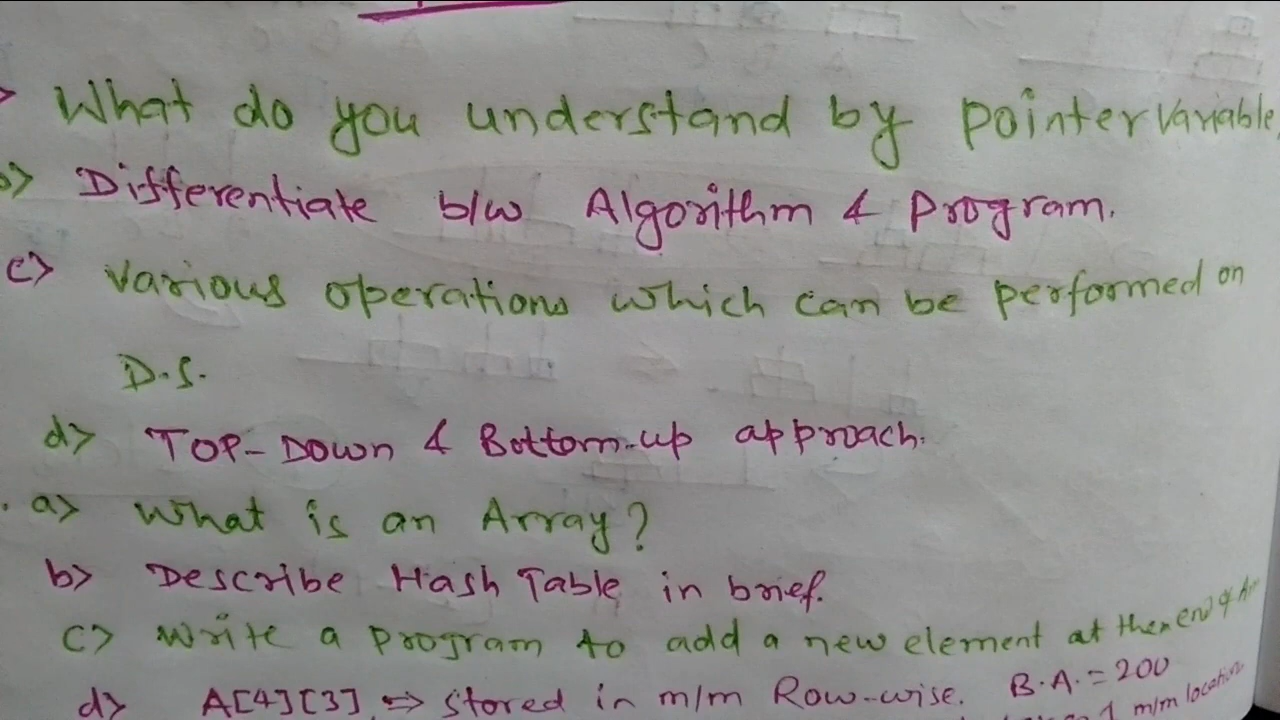 > What do you understand by pointer Variable
b> Differentiate b/w Algorithm & Program.
c> Various operations which can be performed on
D.S.
d> TOP-DOWN & Bottom-up approach.
a> What is an Array?
b> Describe Hash Table in brief.
c> Write a program to add a new element at the end of
d> A[4][3] ⇒ stored in m/m Row-wise. B.A. = 200
1 m/m location